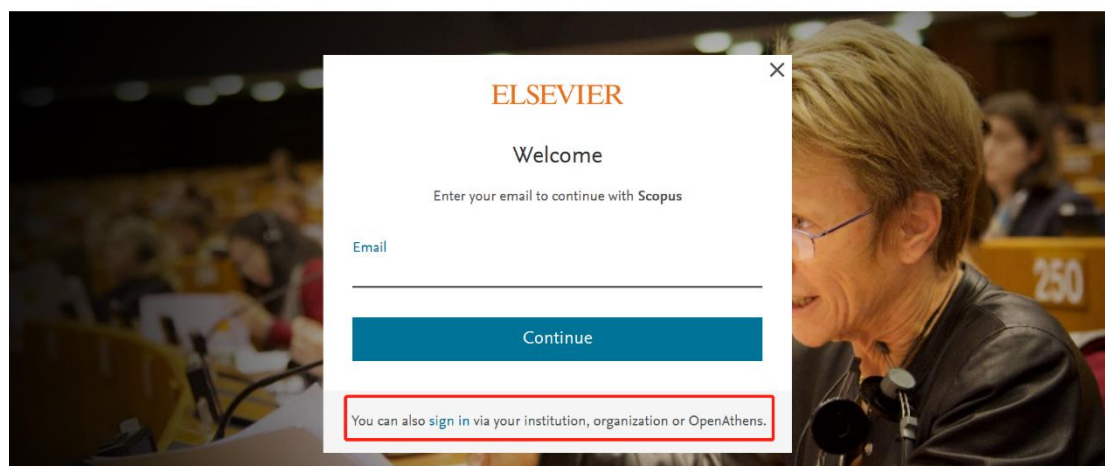 ELSEVIER
Welcome
Enter your email to continue with Scopus
Email
Continue
You can also sign in via your institution, organization or OpenAthens.
250